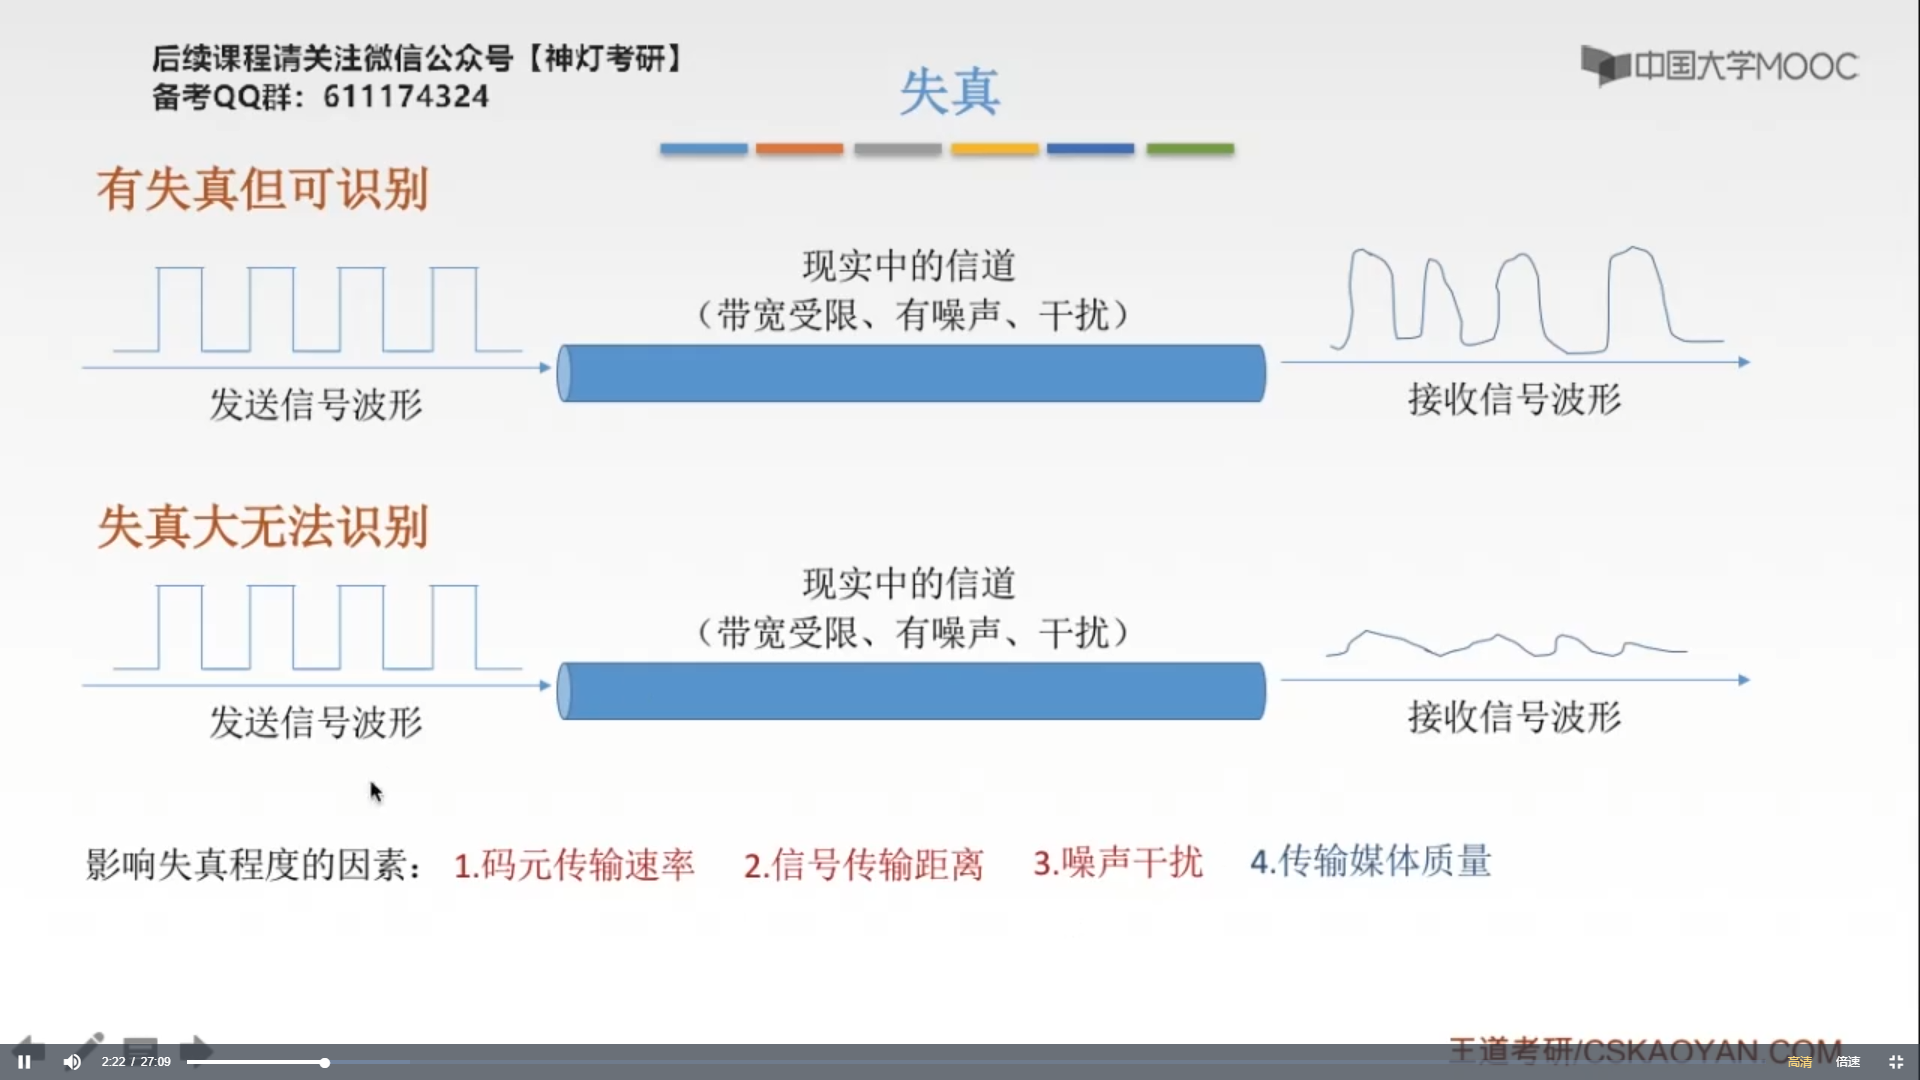 后续课程请关注微信公众号【神灯考研】
备考QQ群：611174324
中国大学MOOC
失真
有失真但可识别
现实中的信道
（带宽受限、有噪声、干扰）
发送信号波形
接收信号波形
失真大无法识别
现实中的信道
（带宽受限、有噪声、干扰）
发送信号波形
接收信号波形
影响失真程度的因素： 1.码元传输速率 2.信号传输距离 3.噪声干扰 4.传输媒体质量
王道考研/CSKAOYAN.COM
2:22 / 27:09
高清 倍速